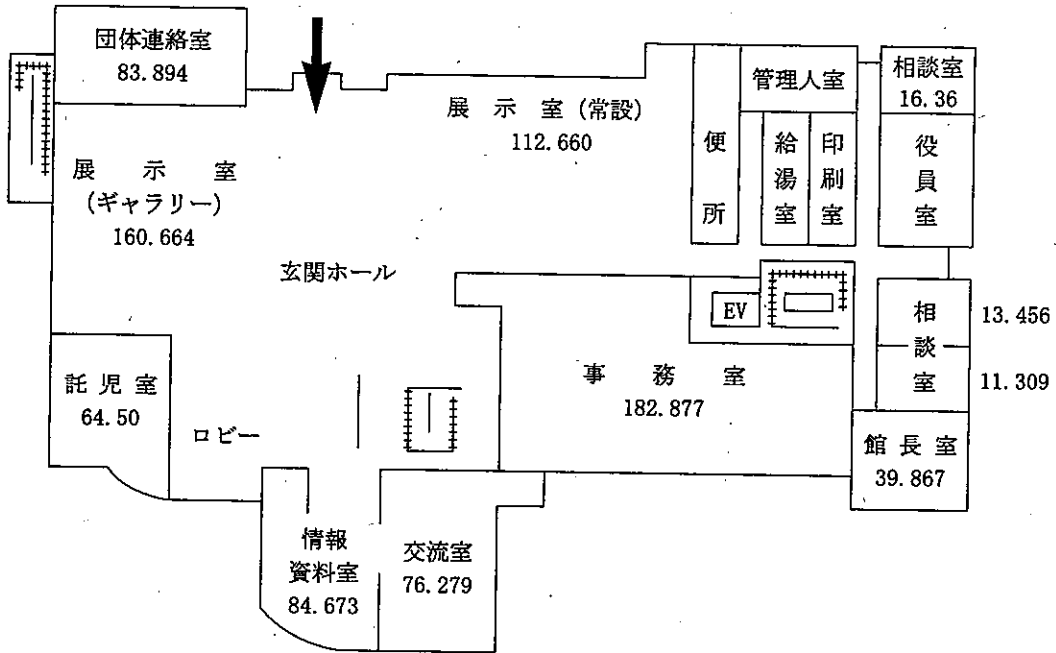 団体連絡室
83.894
展示室(常設)
112.660
管理人室
相談室
16.36
便所
給湯室
印刷室
役員室
展示室
(ギャラリー)
160.664
玄関ホール
EV
相談室
13.456
11.309
事務室
182.877
託児室
64.50
ロビー
館長室
39.867
情報
資料室
84.673
交流室
76.279